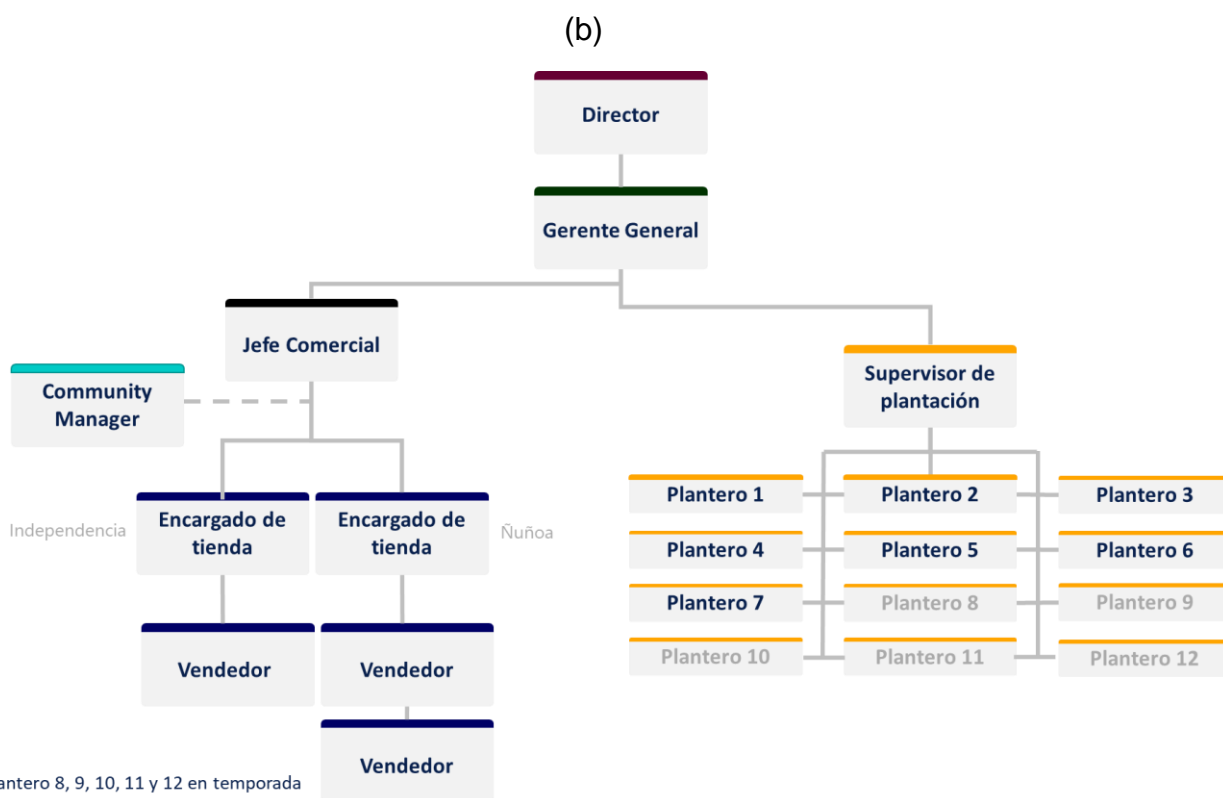 (b)
Director
Gerente General
Jefe Comercial
Community
Manager
Supervisor de
plantación
Plantero 1
Plantero 2
Plantero 3
Independencia
Encargado de
tienda
Encargado de
tienda
Ñuñoa
Plantero 4
Plantero 5
Plantero 6
Plantero 7
Plantero 8
Plantero 9
Vendedor
Vendedor
Plantero 10
Plantero 11
Plantero 12
Vendedor
antero 8, 9, 10, 11 y 12 en temporada